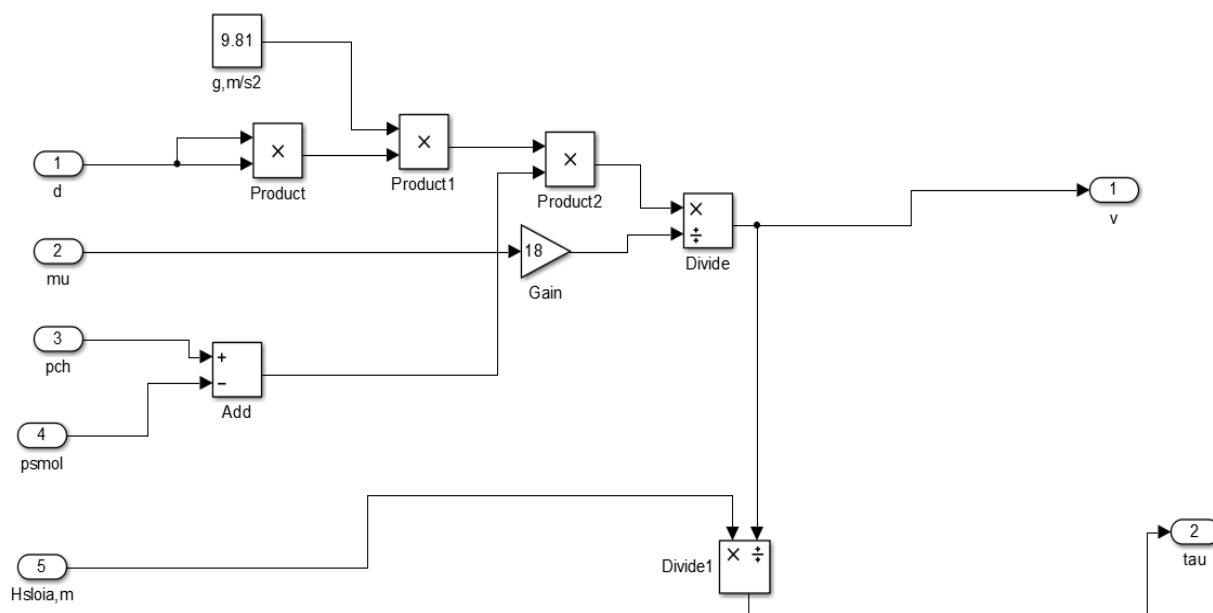 9.81
g,m/s2
×
Product
×
Product1
×
Product2
1
d
×
÷
Divide
1
v
2
mu
18
Gain
3
pch
+
−
Add
4
psmol
5
Hsloia,m
×
÷
Divide1
2
tau